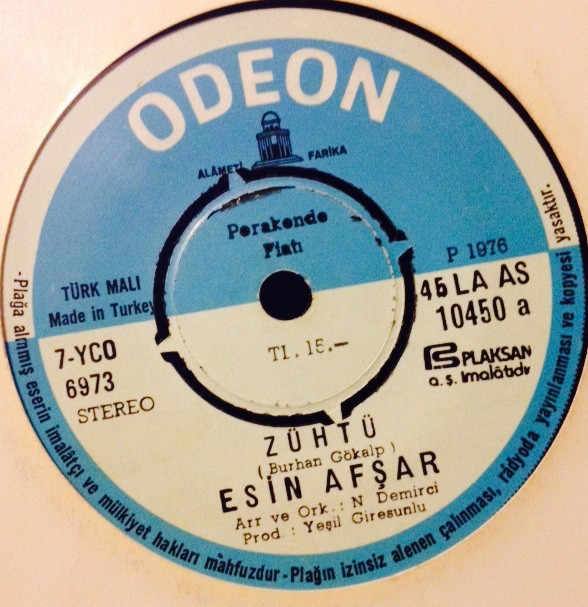 ODEON
ALÂMETİ FARİKA
Perakende
Fiatı
TL. 15.—
TÜRK MALI
Made in Turkey
P 1976
7-YCO
6973
STEREO
45 LA AS
10450 a
PLAKSAN
a.ş. imalâtıdır
ZÜHTÜ
( Burhan Gökalp )
ESİN AFŞAR
Arr ve Ork. : N Demirci
Prod. : Yeşil Giresunlu
-Plağa alınmış eserin imalâtçı ve mülkiyet hakları mahfuzdur-Plağın izinsiz alenen çalınması, radyoda yayınlanması ve kopyesi yasaktır.